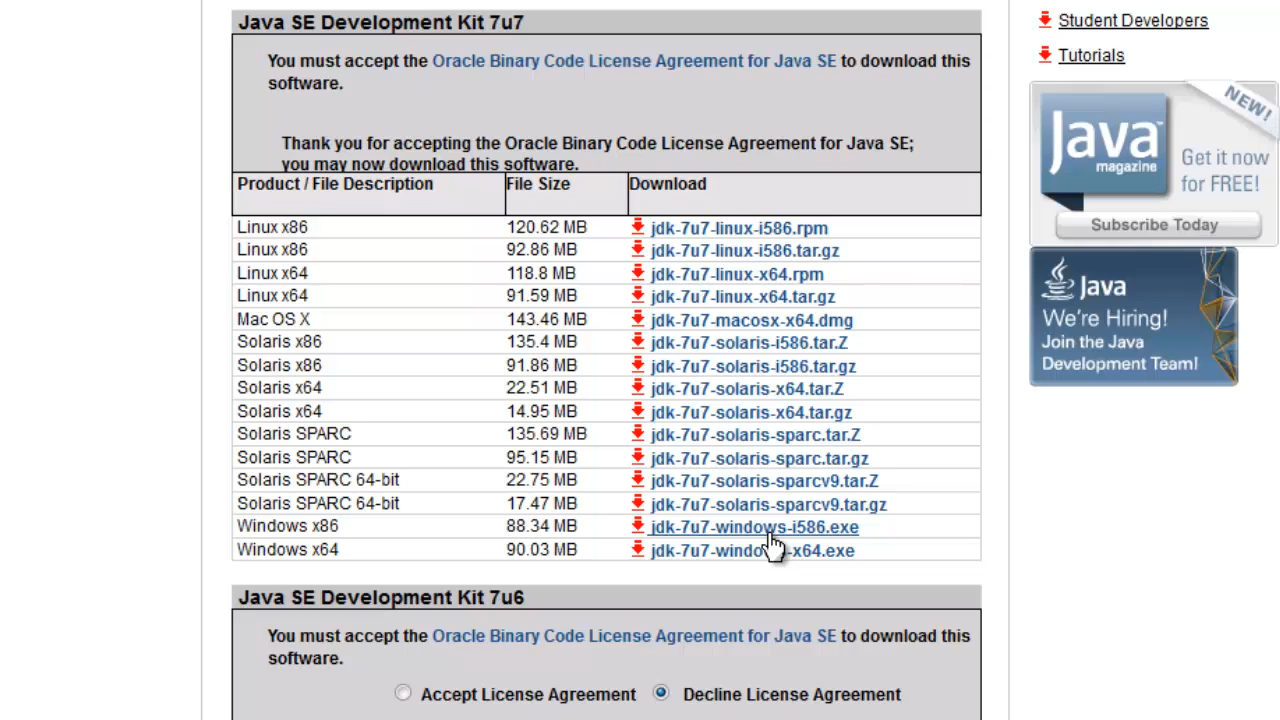 Java SE Development Kit 7u7
You must accept the Oracle Binary Code License Agreement for Java SE to download this
software.
Thank you for accepting the Oracle Binary Code License Agreement for Java SE;
you may now download this software.
Product / File Description File Size Download
Linux x86 120.62 MB jdk-7u7-linux-i586.rpm
Linux x86 92.86 MB jdk-7u7-linux-i586.tar.gz
Linux x64 118.8 MB jdk-7u7-linux-x64.rpm
Linux x64 91.59 MB jdk-7u7-linux-x64.tar.gz
Mac OS X 143.46 MB jdk-7u7-macosx-x64.dmg
Solaris x86 135.4 MB jdk-7u7-solaris-i586.tar.Z
Solaris x86 91.86 MB jdk-7u7-solaris-i586.tar.gz
Solaris x64 22.51 MB jdk-7u7-solaris-x64.tar.Z
Solaris x64 14.95 MB jdk-7u7-solaris-x64.tar.gz
Solaris SPARC 135.69 MB jdk-7u7-solaris-sparc.tar.Z
Solaris SPARC 95.15 MB jdk-7u7-solaris-sparc.tar.gz
Solaris SPARC 64-bit 22.75 MB jdk-7u7-solaris-sparcv9.tar.Z
Solaris SPARC 64-bit 17.47 MB jdk-7u7-solaris-sparcv9.tar.gz
Windows x86 88.34 MB jdk-7u7-windows-i586.exe
Windows x64 90.03 MB jdk-7u7-windows-x64.exe
Java SE Development Kit 7u6
You must accept the Oracle Binary Code License Agreement for Java SE to download this
software.
Accept License Agreement Decline License Agreement
Student Developers
Tutorials
NEW!
Java
magazine
Get it now
for FREE!
Subscribe Today
Java
We're Hiring!
Join the Java
Development Team!